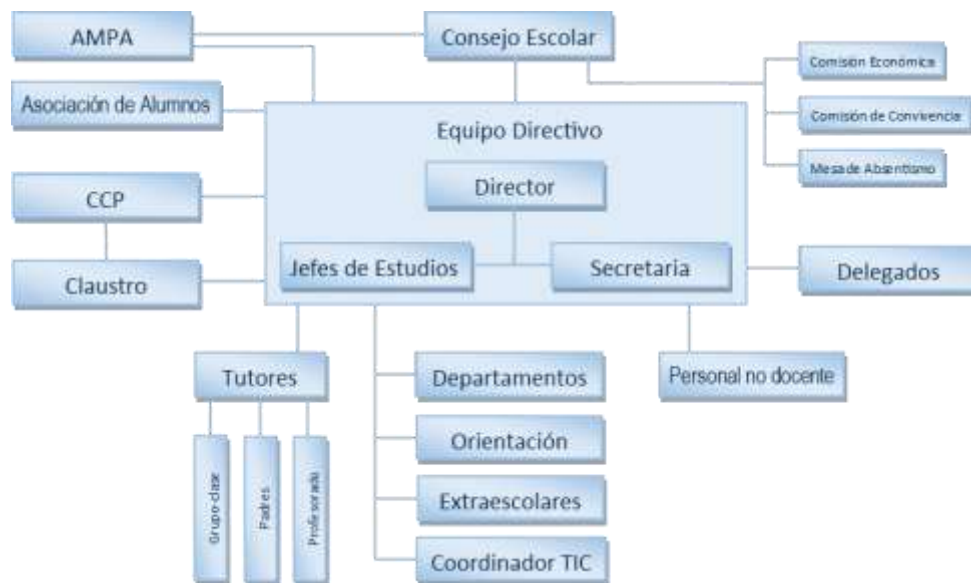 AMPA
Consejo Escolar
Comisión Económica
Asociación de Alumnos
Comisión de Convivencia
Equipo Directivo
Mesa de Absentismo
Director
CCP
Jefes de Estudios
Secretaria
Claustro
Delegados
Tutores
Departamentos
Personal no docente
Orientación
Grupo-clase
Padres
Profesorado
Extraescolares
Coordinador TIC